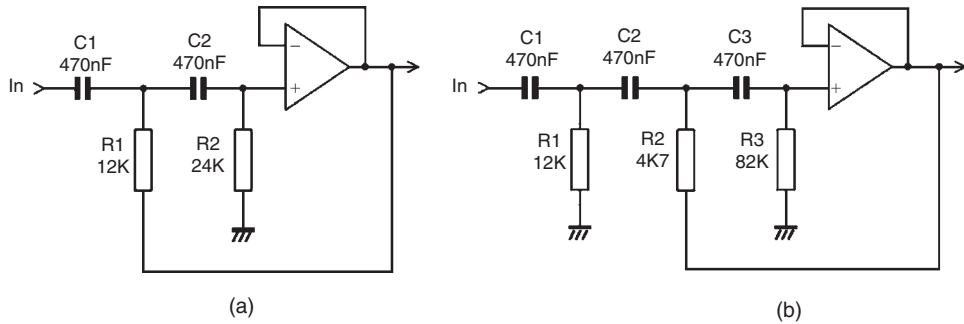 C1
470nF
C2
470nF
In
−
+
R1
12K
R2
24K
(a)
C1
470nF
C2
470nF
C3
470nF
In
−
+
R1
12K
R2
4K7
R3
82K
(b)